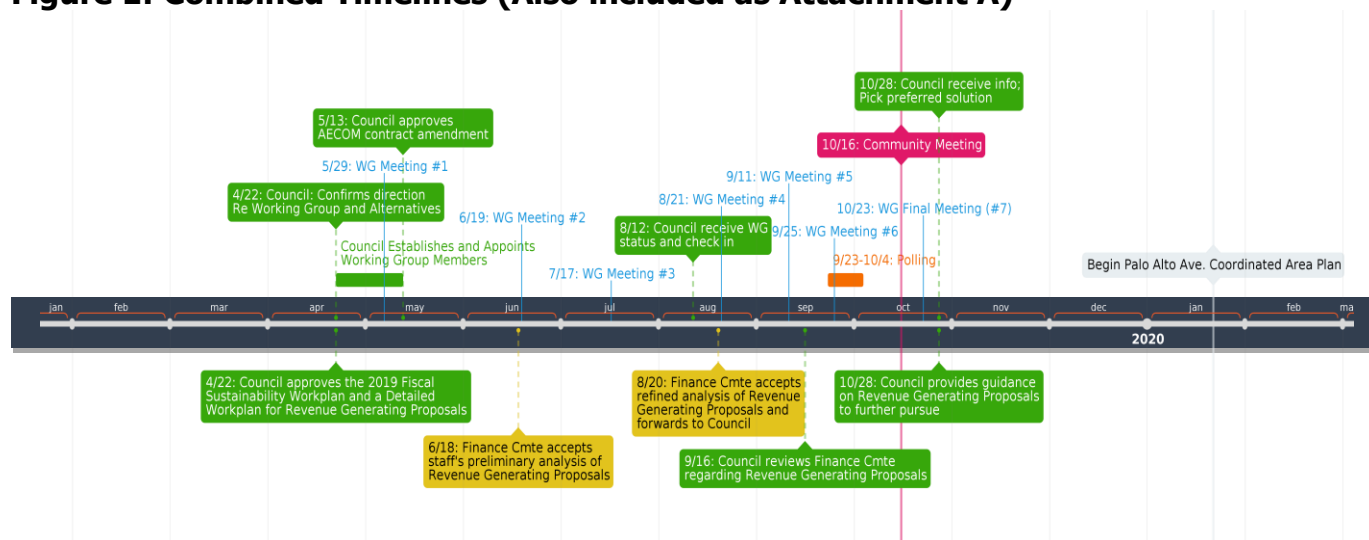 Figure 1: Combined Timelines (Also included as Attachment A)
10/28: Council receive info;
Pick preferred solution
5/13: Council approves
AECOM contract amendment
10/16: Community Meeting
5/29: WG Meeting #1
9/11: WG Meeting #5
4/22: Council: Confirms direction
Re Working Group and Alternatives
8/21: WG Meeting #4
10/23: WG Final Meeting (#7)
6/19: WG Meeting #2
8/12: Council receive WG
status and check in
9/25: WG Meeting #6
Council Establishes and Appoints
Working Group Members
9/23-10/4: Polling
Begin Palo Alto Ave. Coordinated Area Plan
7/17: WG Meeting #3
jan feb mar apr may jun jul aug sep oct nov dec jan feb ma
2020
4/22: Council approves the 2019 Fiscal
Sustainability Workplan and a Detailed
Workplan for Revenue Generating Proposals
8/20: Finance Cmte accepts
refined analysis of Revenue
Generating Proposals and
forwards to Council
10/28: Council provides guidance
on Revenue Generating Proposals
to further pursue
6/18: Finance Cmte accepts
staff's preliminary analysis of
Revenue Generating Proposals
9/16: Council reviews Finance Cmte
regarding Revenue Generating Proposals